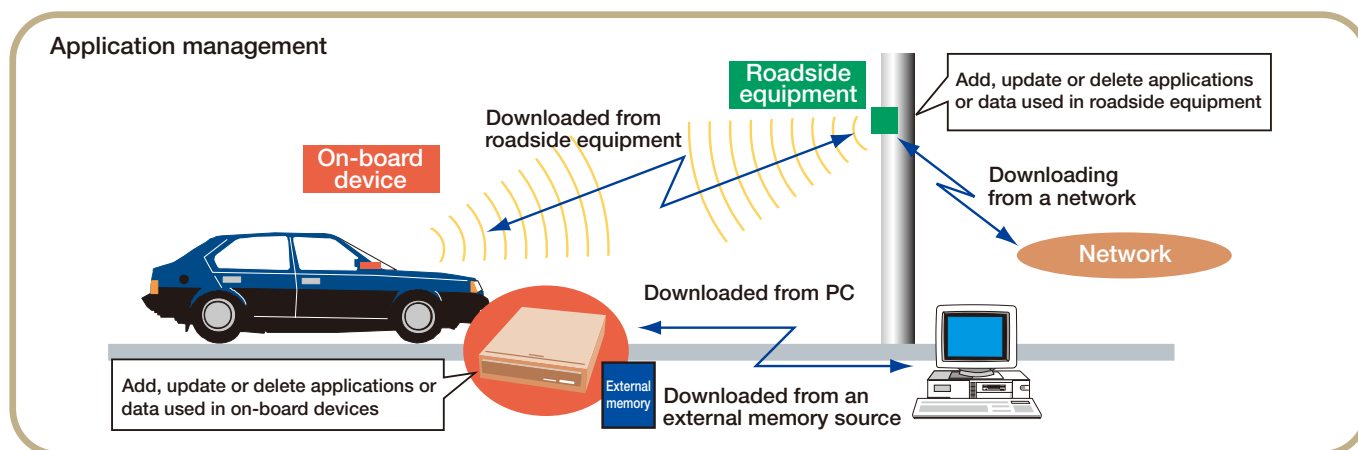 Application management
Roadside
equipment
Add, update or delete applications
or data used in roadside equipment
Downloaded from
roadside equipment
On-board
device
Downloading
from a network
Network
Downloaded from PC
Add, update or delete applications or
data used in on-board devices
External
memory
Downloaded from an
external memory source